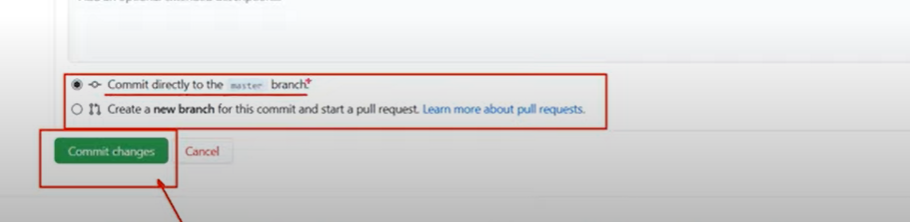 Commit directly to the master branch.
Create a new branch for this commit and start a pull request. Learn more about pull requests.
Commit changes Cancel